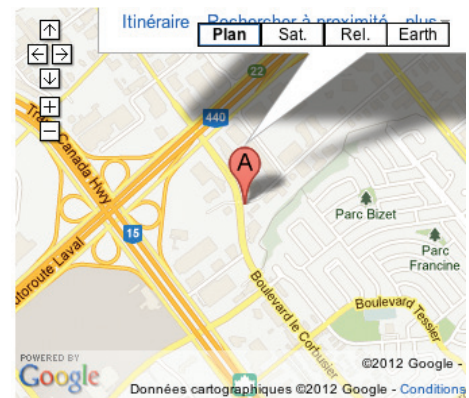 Itinéraire Rechercher à proximité plus
Plan Sat. Rel. Earth
22
440
Trans Canada Hwy
A
Parc Bizet
15
Parc
Francine
utoroute Laval
Boulevard le Corbusier
Boulevard Tessier
POWERED BY
Google
©2012 Google -
Données cartographiques ©2012 Google - Conditions